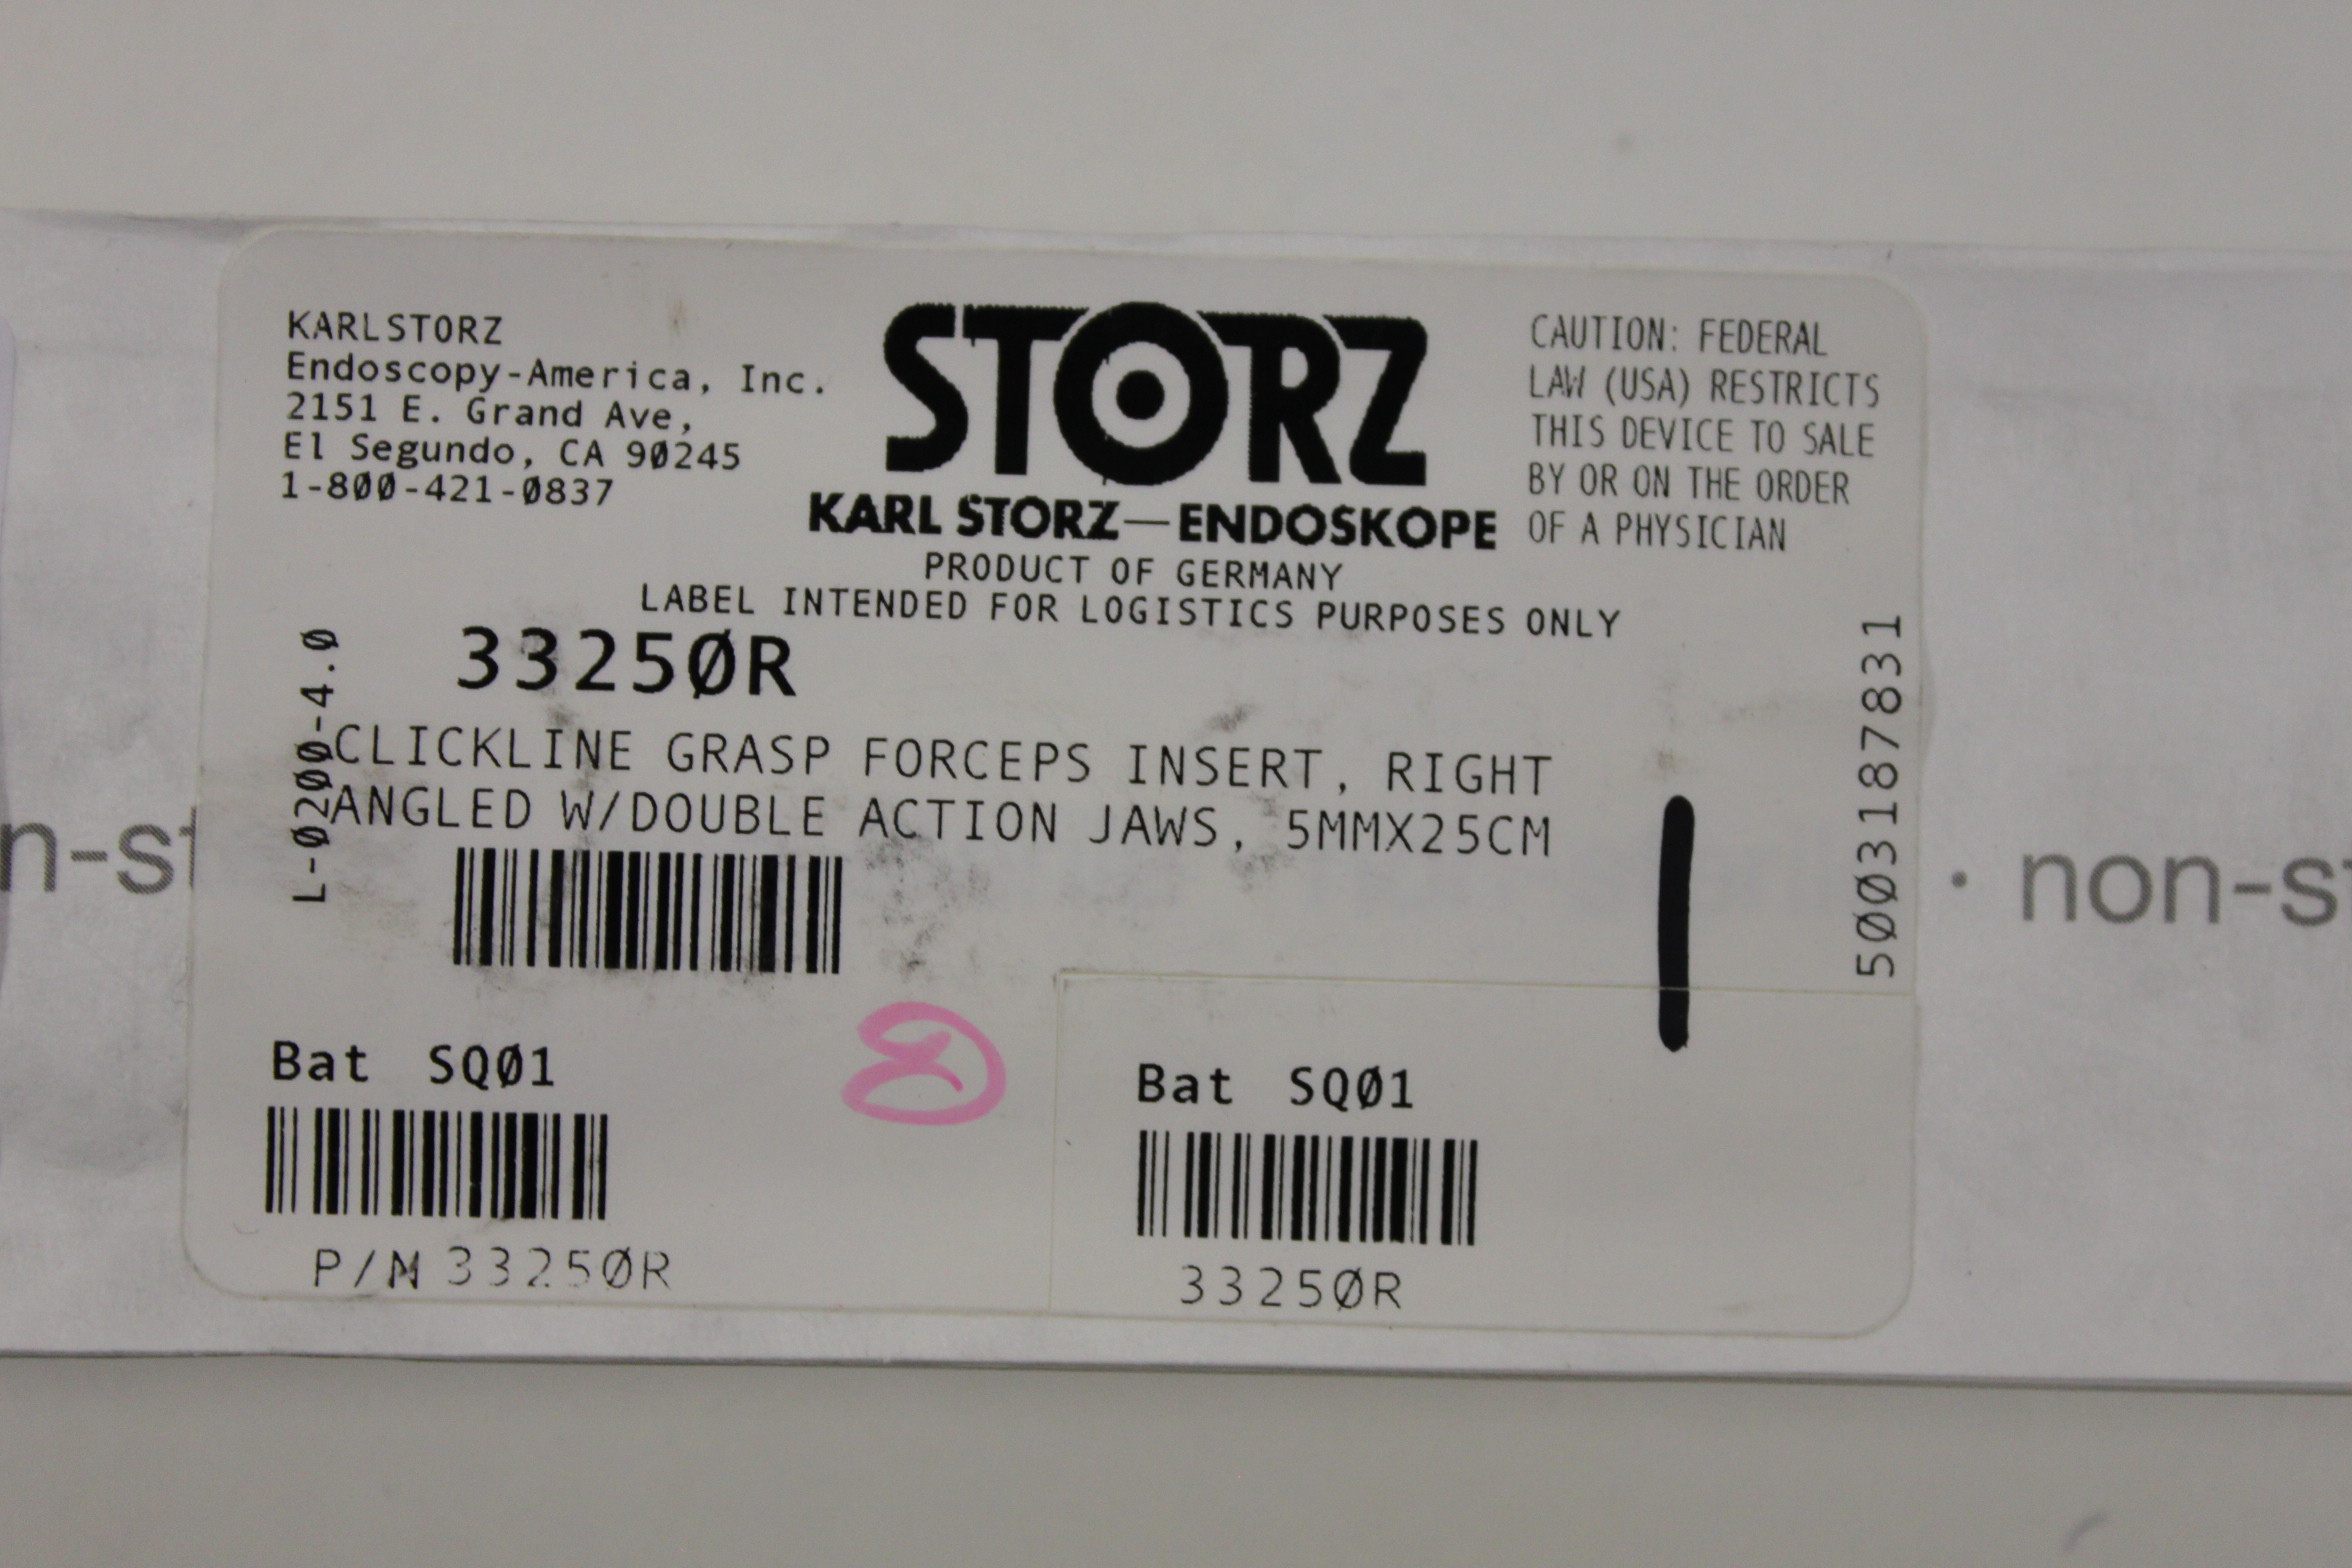 KARL STORZ
Endoscopy-America, Inc.
2151 E. Grand Ave,
El Segundo, CA 90245
1-800-421-0837
STORZ
KARL STORZ—ENDOSKOPE
PRODUCT OF GERMANY
LABEL INTENDED FOR LOGISTICS PURPOSES ONLY
CAUTION: FEDERAL
LAW (USA) RESTRICTS
THIS DEVICE TO SALE
BY OR ON THE ORDER
OF A PHYSICIAN
33250R
L-0200-4.0
CLICKLINE GRASP FORCEPS INSERT, RIGHT
ANGLED W/DOUBLE ACTION JAWS, 5MMX25CM
5003187831
n-st
· non-st
Bat SQ01
P/N 33250R
Bat SQ01
33250R